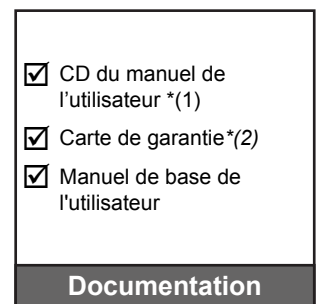 CD du manuel de
l’utilisateur *(1)
Carte de garantie*(2)
Manuel de base de
l'utilisateur
Documentation